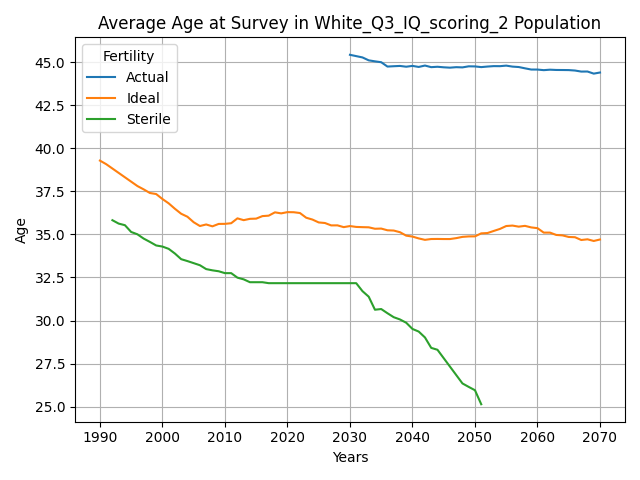 Average Age at Survey in White_Q3_IQ_scoring_2 Population
Fertility
Actual
Ideal
Sterile
45.0
42.5
40.0
37.5
35.0
32.5
30.0
27.5
25.0
Age
1990 2000 2010 2020 2030 2040 2050 2060 2070
Years